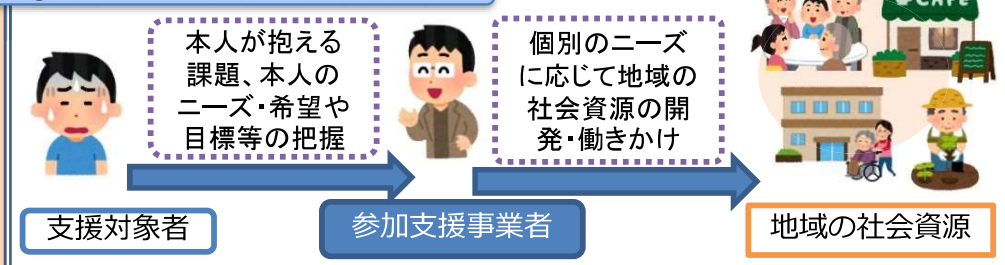 CAFE
本人が抱える
課題、本人の
ニーズ・希望や
目標等の把握
個別のニーズ
に応じて地域の
社会資源の開
発・働きかけ
支援対象者
参加支援事業者
地域の社会資源